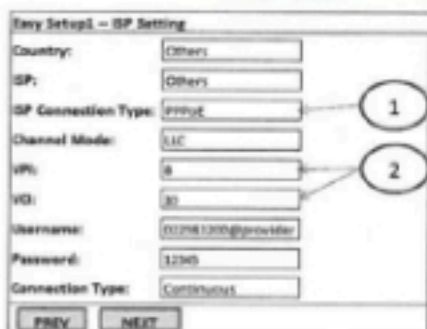 Easy Setup1 – ISP Setting
Country: Others
ISP: Others
ISP Connection Type: PPPoE
1
Channel Mode: LLC
2
VPI: 8
VCI:
Username: @provider
Password: 12345
Connection Type: Continuous
PREV NEXT